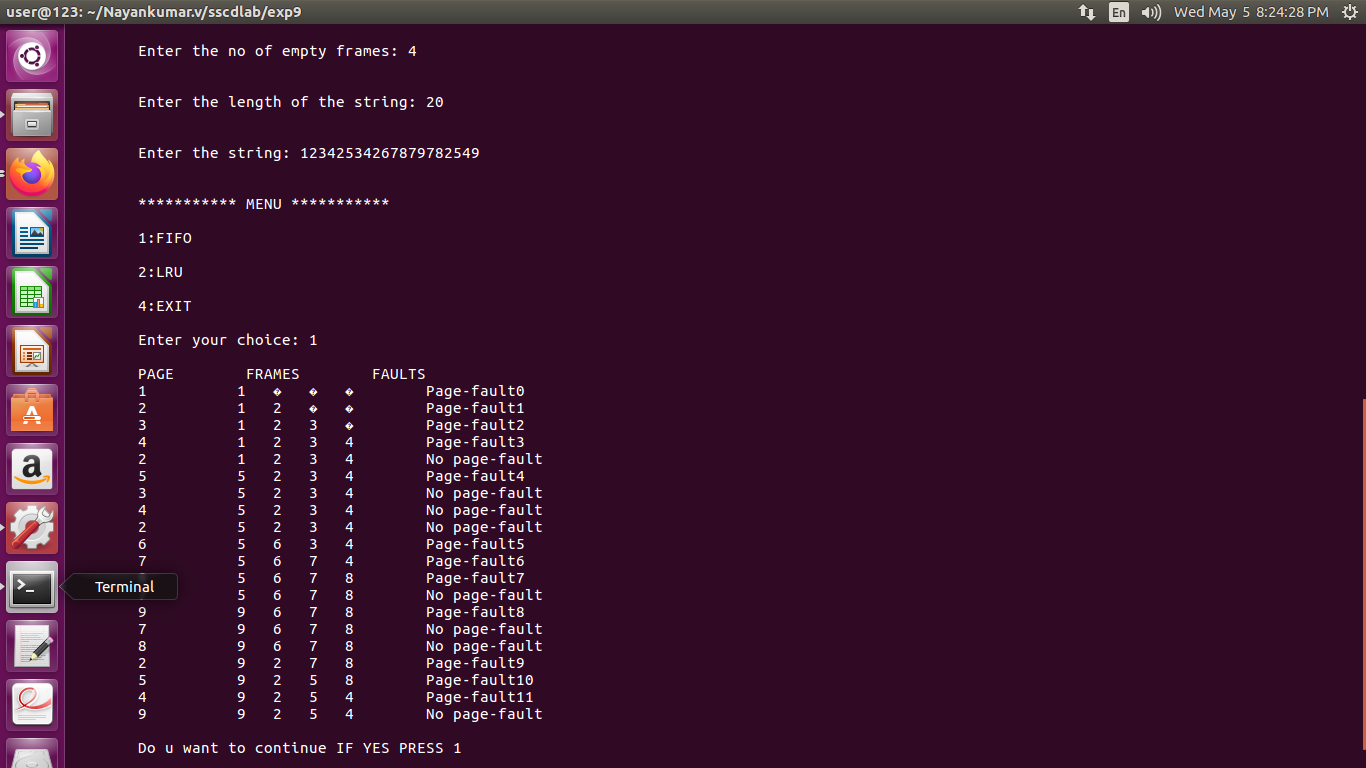 user@123: ~/Nayankumar.v/sscdlab/exp9 En Wed May 5 8:24:28 PM
Enter the no of empty frames: 4
Enter the length of the string: 20
Enter the string: 12342534267879782549
*********** MENU ***********
1:FIFO
2:LRU
4:EXIT
Enter your choice: 1
PAGE FRAMES FAULTS
1 1 � � � Page-fault0
2 1 2 � � Page-fault1
3 1 2 3 � Page-fault2
4 1 2 3 4 Page-fault3
2 1 2 3 4 No page-fault
5 5 2 3 4 Page-fault4
3 5 2 3 4 No page-fault
4 5 2 3 4 No page-fault
2 5 2 3 4 No page-fault
6 5 6 3 4 Page-fault5
7 5 6 7 4 Page-fault6
5 6 7 8 Page-fault7
Terminal
5 6 7 8 No page-fault
9 9 6 7 8 Page-fault8
7 9 6 7 8 No page-fault
8 9 6 7 8 No page-fault
2 9 2 7 8 Page-fault9
5 9 2 5 8 Page-fault10
4 9 2 5 4 Page-fault11
9 9 2 5 4 No page-fault
Do u want to continue IF YES PRESS 1